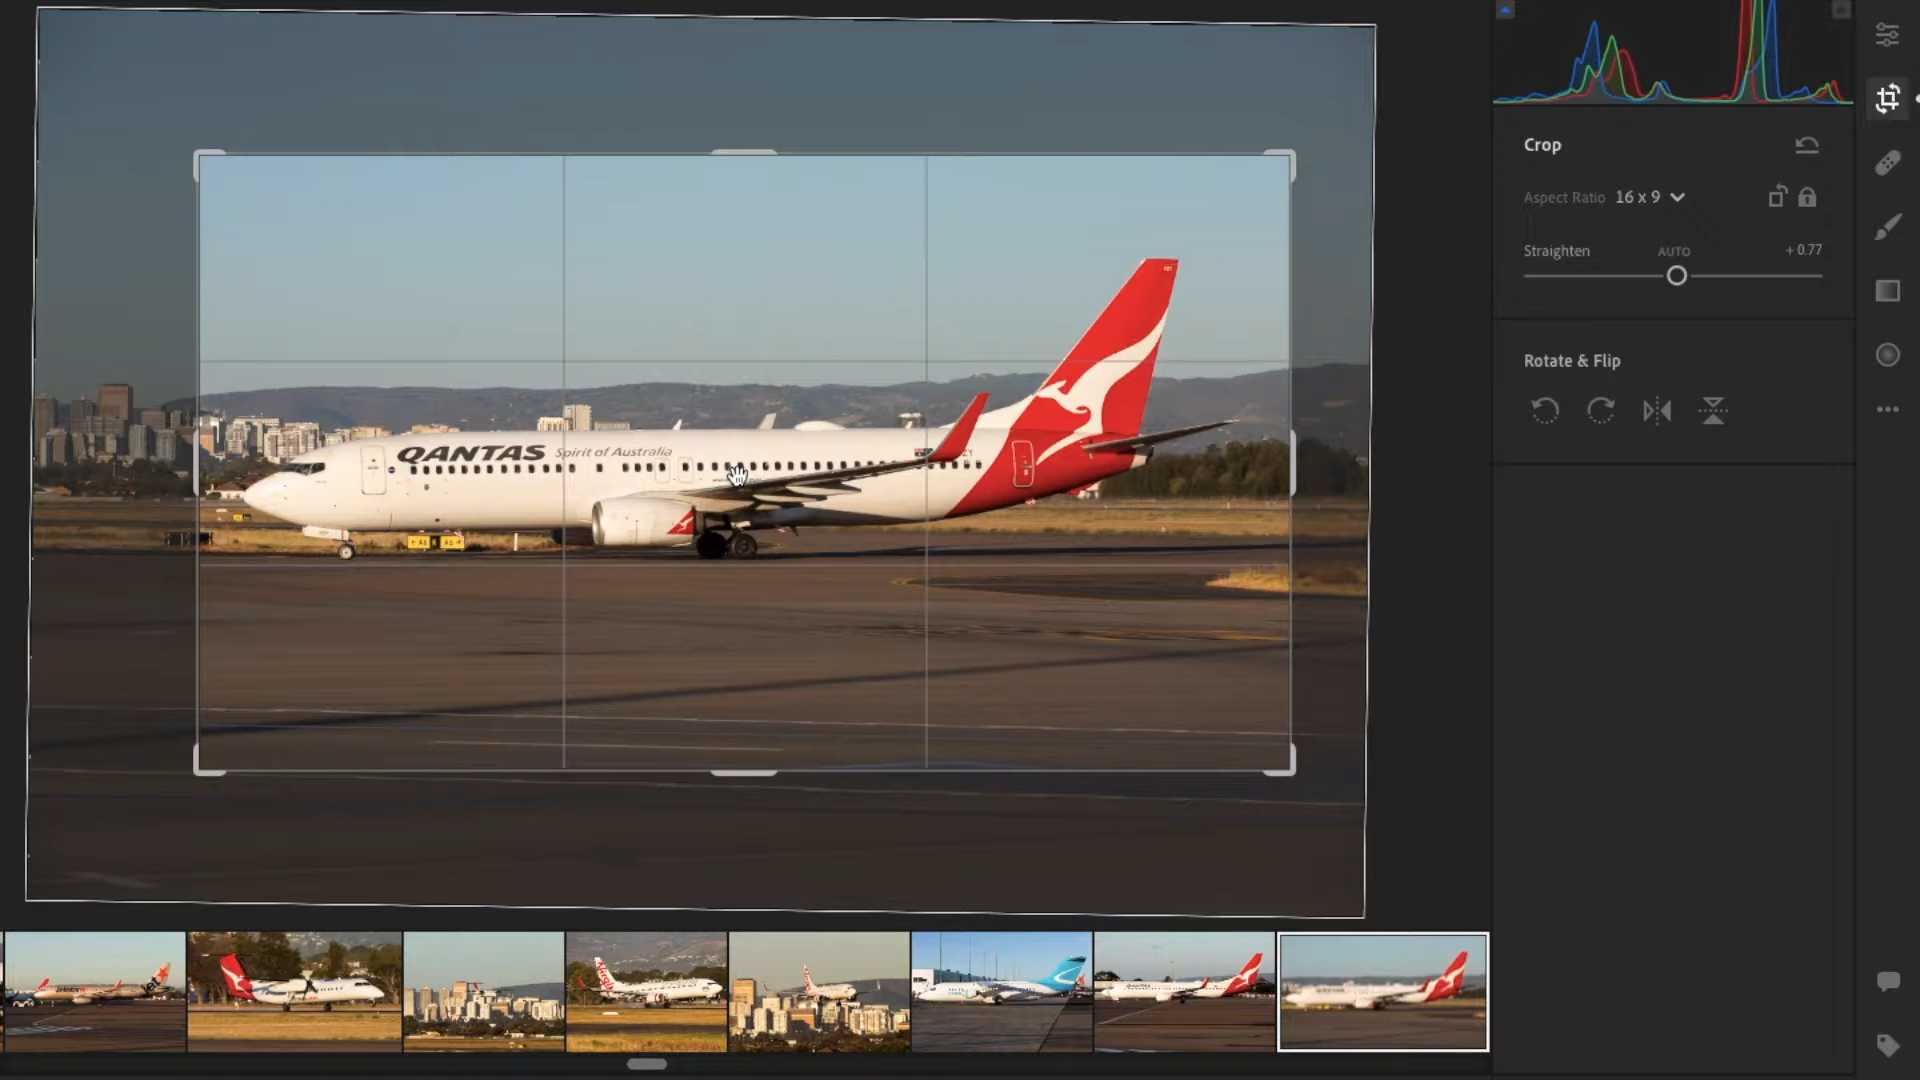 Crop
Aspect Ratio 16 x 9
Straighten AUTO + 0.77
Rotate & Flip
QANTAS Spirit of Australia